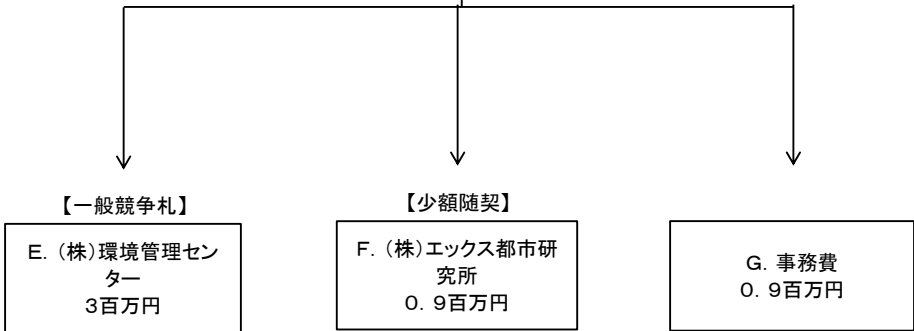 【一般競争札】
E. (株)環境管理セン
ター
3百万円
【少額随契】
F. (株)エックス都市研
究所
0. 9百万円
G. 事務費
0. 9百万円